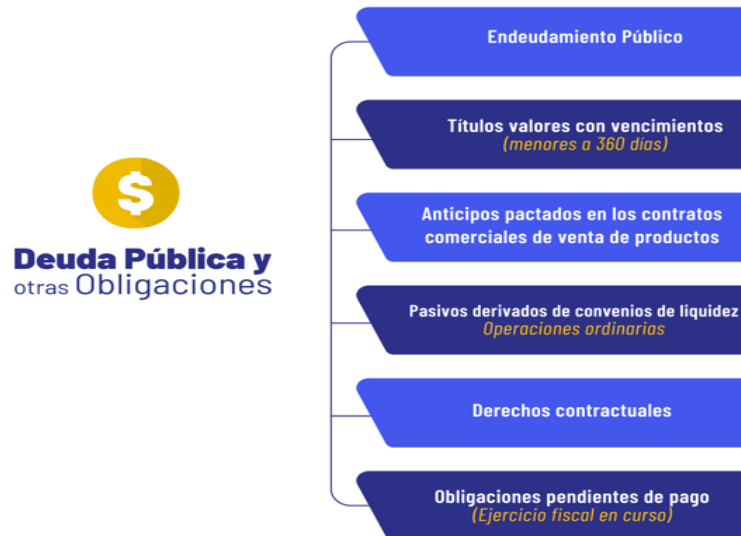 $
Deuda Pública y
otras Obligaciones
Endeudamiento Público
Títulos valores con vencimientos
(menores a 360 días)
Anticipos pactados en los contratos
comerciales de venta de productos
Pasivos derivados de convenios de liquidez
Operaciones ordinarias
Derechos contractuales
Obligaciones pendientes de pago
(Ejercicio fiscal en curso)